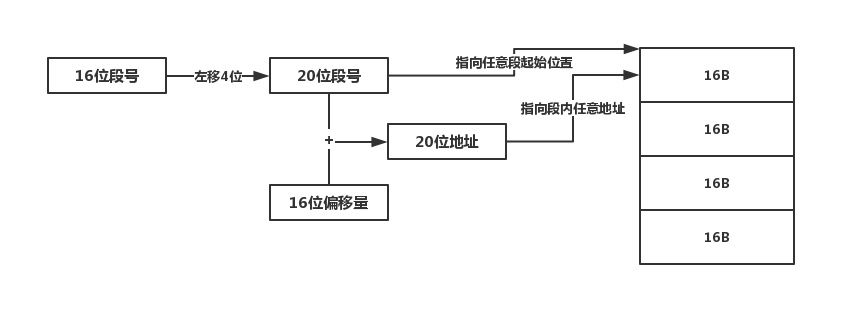 16位段号
左移4位
20位段号
指向任意段起始位置
16B
指向段内任意地址
16B
+
20位地址
16B
16位偏移量
16B